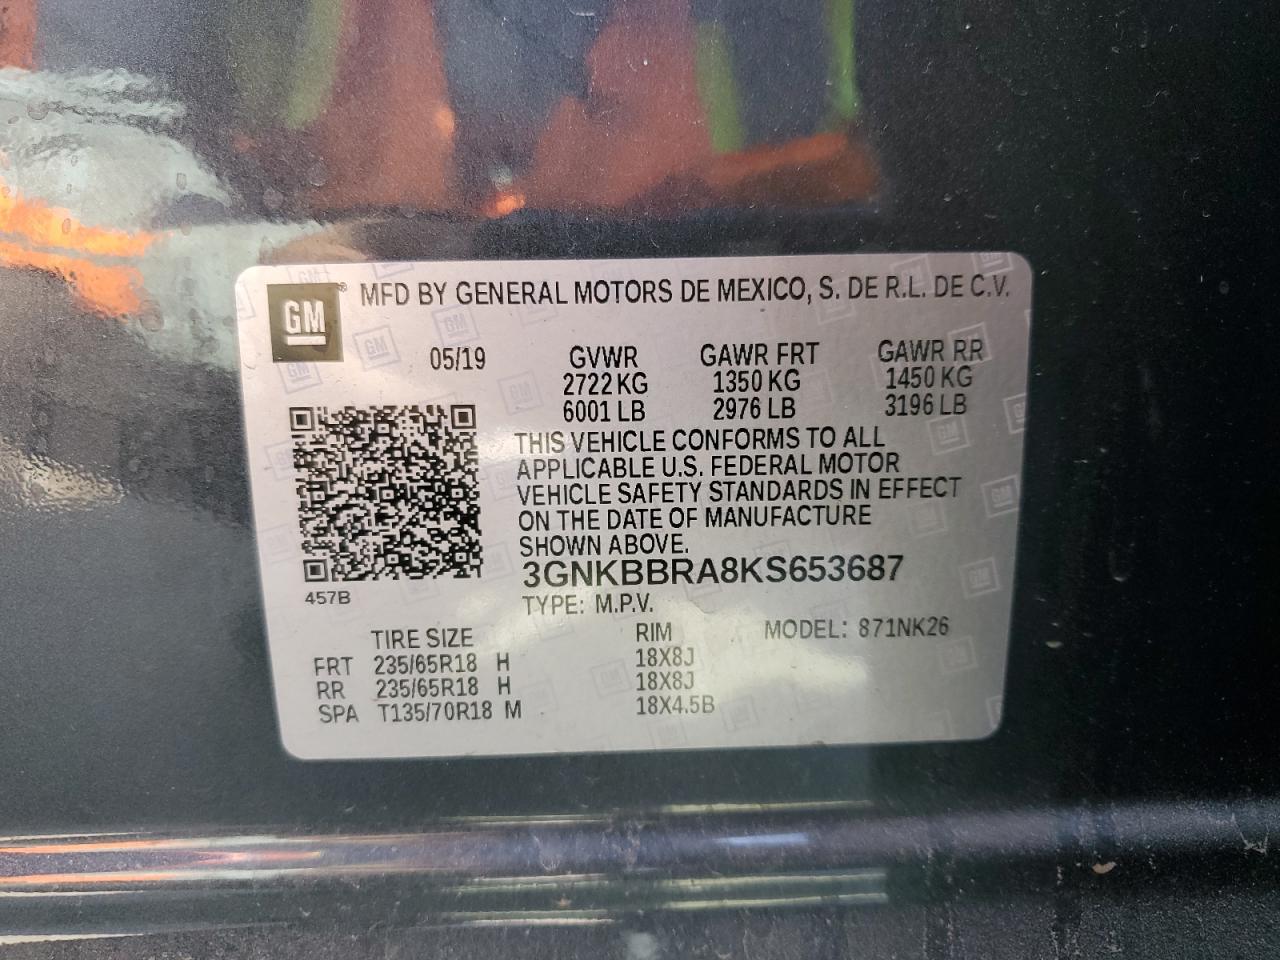 GM® MFD BY GENERAL MOTORS DE MEXICO, S. DE R.L. DE C.V.
05/19 GVWR GAWR FRT GAWR RR
2722 KG 1350 KG 1450 KG
6001 LB 2976 LB 3196 LB
THIS VEHICLE CONFORMS TO ALL
APPLICABLE U.S. FEDERAL MOTOR
VEHICLE SAFETY STANDARDS IN EFFECT
ON THE DATE OF MANUFACTURE
SHOWN ABOVE.
3GNKBBRA8KS653687
457B
TYPE: M.P.V.
TIRE SIZE RIM MODEL: 871NK26
FRT 235/65R18 H 18X8J
RR 235/65R18 H 18X8J
SPA T135/70R18 M 18X4.5B